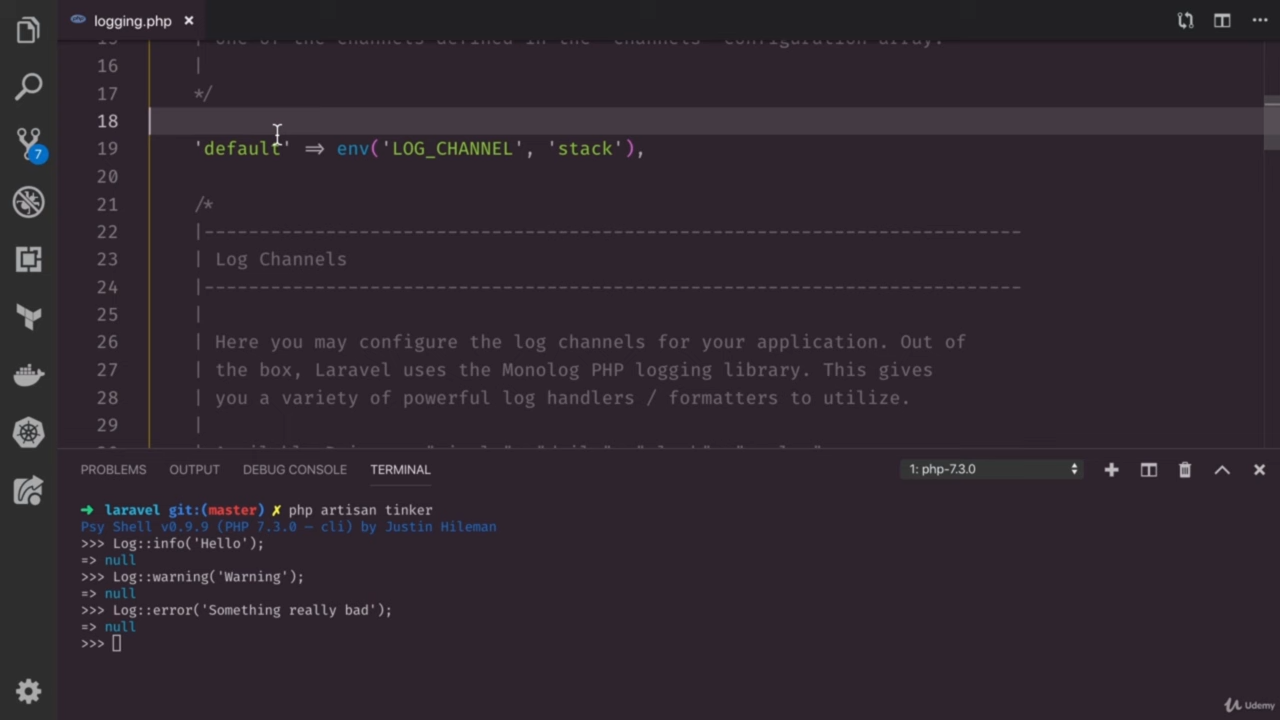 logging.php
| one of the channels defined in the "channels" configuration array.
16 |
17 */
18
19 'default' => env('LOG_CHANNEL', 'stack'),
20
21 /*
22 |--------------------------------------------------------------------------
23 | Log Channels
24 |--------------------------------------------------------------------------
25 |
26 | Here you may configure the log channels for your application. Out of
27 | the box, Laravel uses the Monolog PHP logging library. This gives
28 | you a variety of powerful log handlers / formatters to utilize.
29 |
7
PROBLEMS OUTPUT DEBUG CONSOLE TERMINAL 1: php-7.3.0
➜ laravel git:(master) ✗ php artisan tinker
Psy Shell v0.9.9 (PHP 7.3.0 — cli) by Justin Hileman
>>> Log::info('Hello');
=> null
>>> Log::warning('Warning');
=> null
>>> Log::error('Something really bad');
=> null
>>>
Udemy